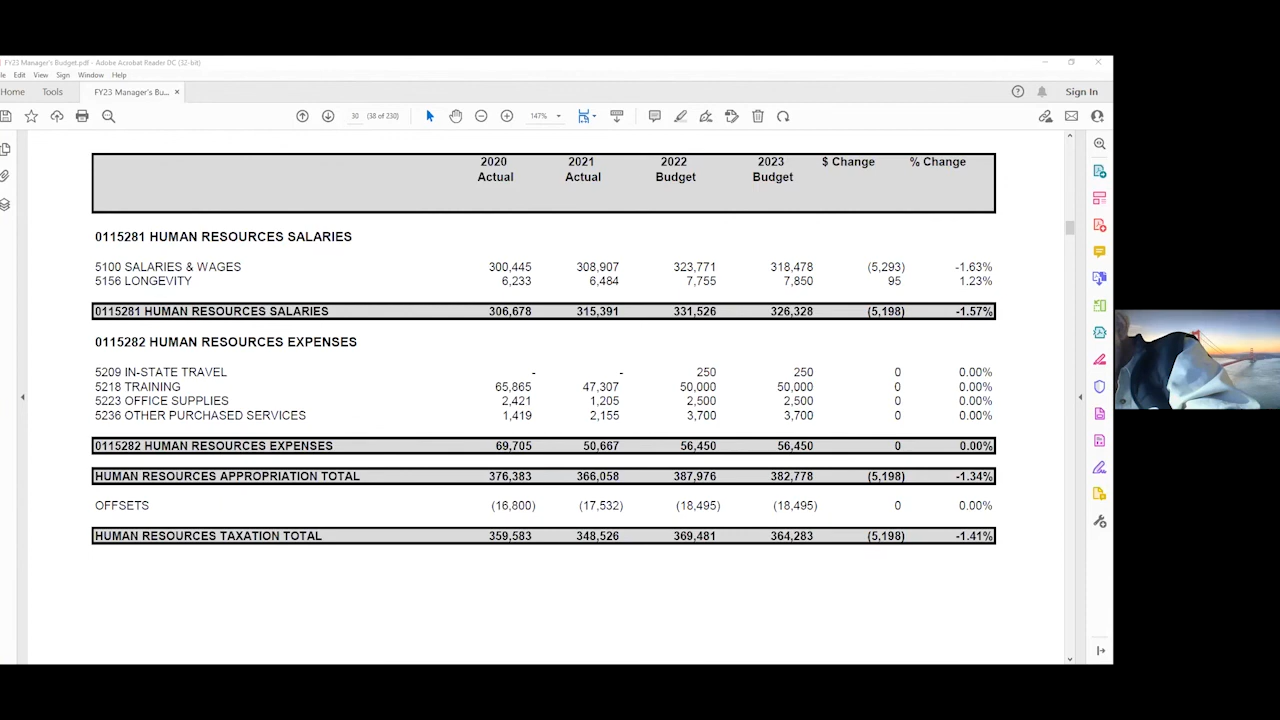 FY23 Manager's Budget.pdf - Adobe Acrobat Reader DC (32-bit)
Edit View Sign Window Help
Home Tools FY23 Manager's Bu... × Sign In
30 (38 of 230) 147%
2020 2021 2022 2023 $ Change % Change
Actual Actual Budget Budget
0115281 HUMAN RESOURCES SALARIES
5100 SALARIES & WAGES 300,445 308,907 323,771 318,478 (5,293) -1.63%
5156 LONGEVITY 6,233 6,484 7,755 7,850 95 1.23%
0115281 HUMAN RESOURCES SALARIES 306,678 315,391 331,526 326,328 (5,198) -1.57%
0115282 HUMAN RESOURCES EXPENSES
5209 IN-STATE TRAVEL - - 250 250 0 0.00%
5218 TRAINING 65,865 47,307 50,000 50,000 0 0.00%
5223 OFFICE SUPPLIES 2,421 1,205 2,500 2,500 0 0.00%
5236 OTHER PURCHASED SERVICES 1,419 2,155 3,700 3,700 0 0.00%
0115282 HUMAN RESOURCES EXPENSES 69,705 50,667 56,450 56,450 0 0.00%
HUMAN RESOURCES APPROPRIATION TOTAL 376,383 366,058 387,976 382,778 (5,198) -1.34%
OFFSETS (16,800) (17,532) (18,495) (18,495) 0 0.00%
HUMAN RESOURCES TAXATION TOTAL 359,583 348,526 369,481 364,283 (5,198) -1.41%